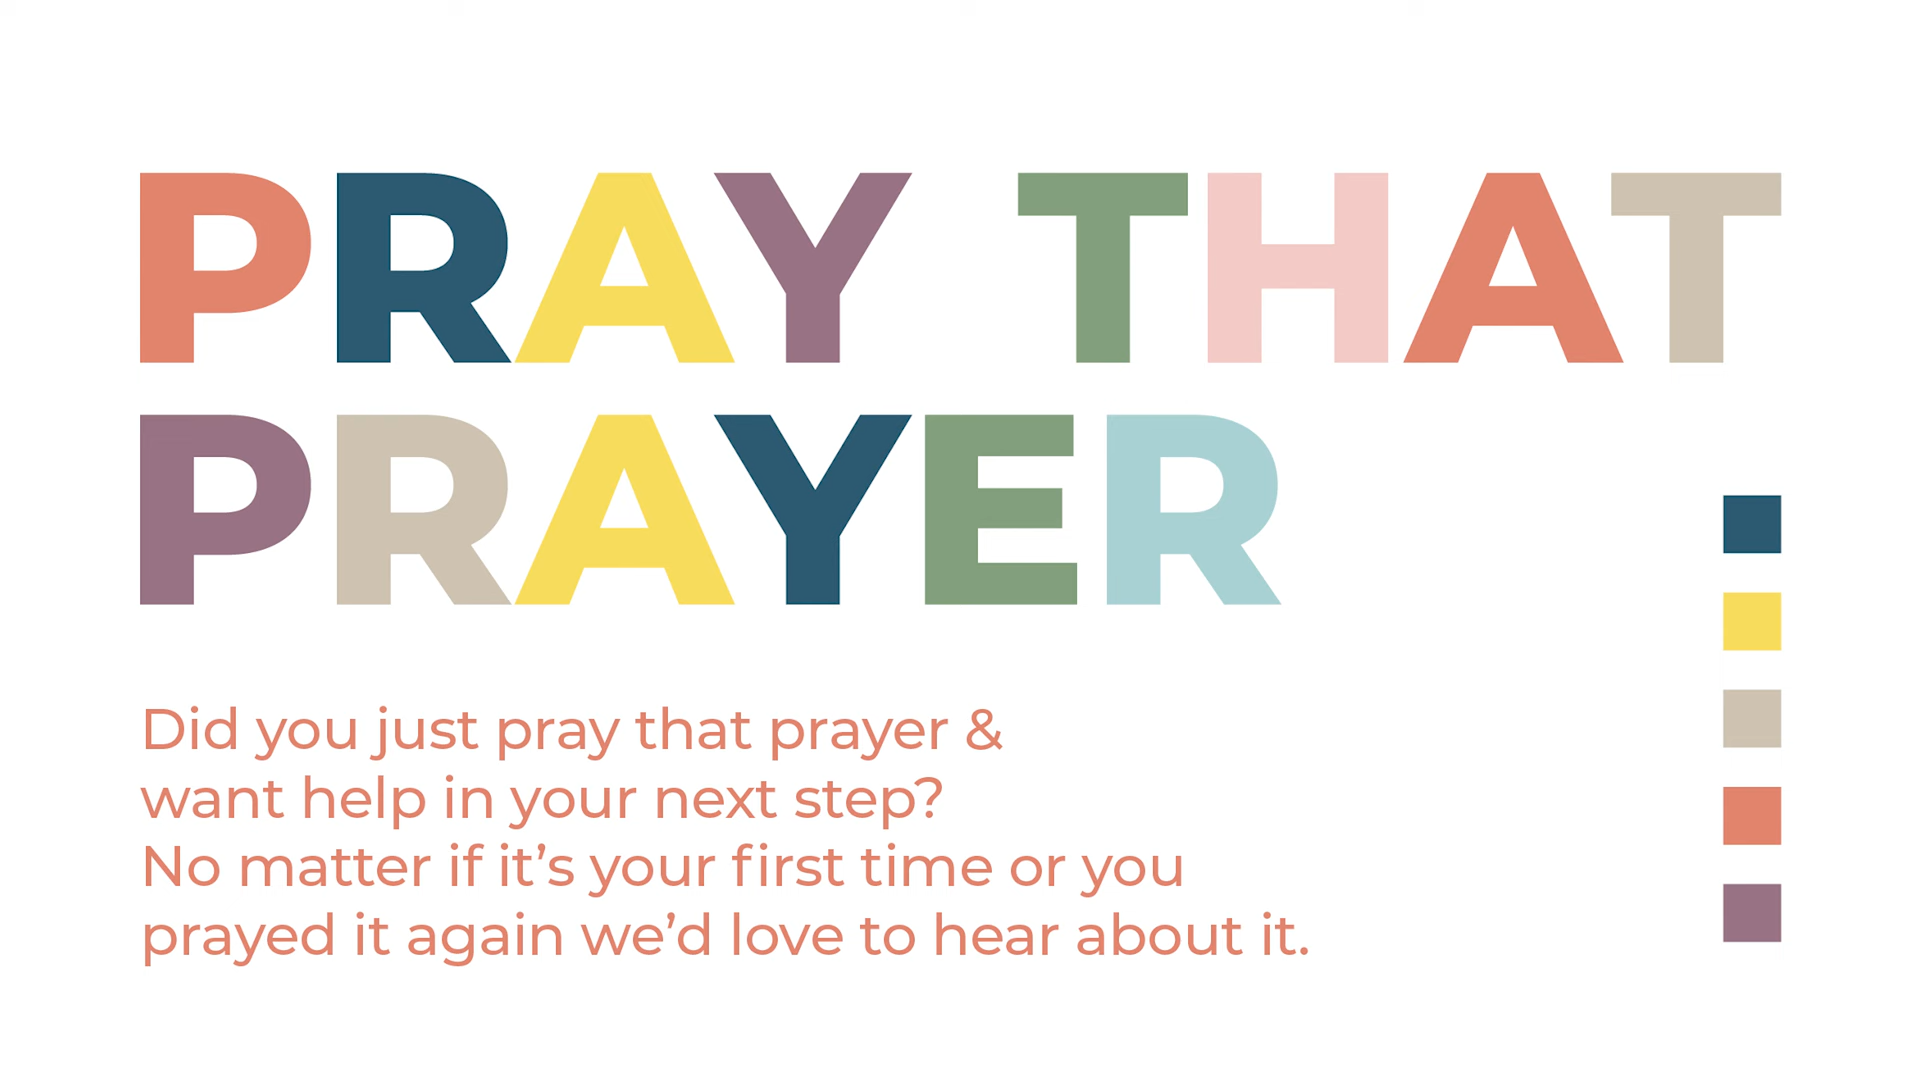 PRAY THAT
PRAYER
Did you just pray that prayer &
want help in your next step?
No matter if it’s your first time or you
prayed it again we’d love to hear about it.